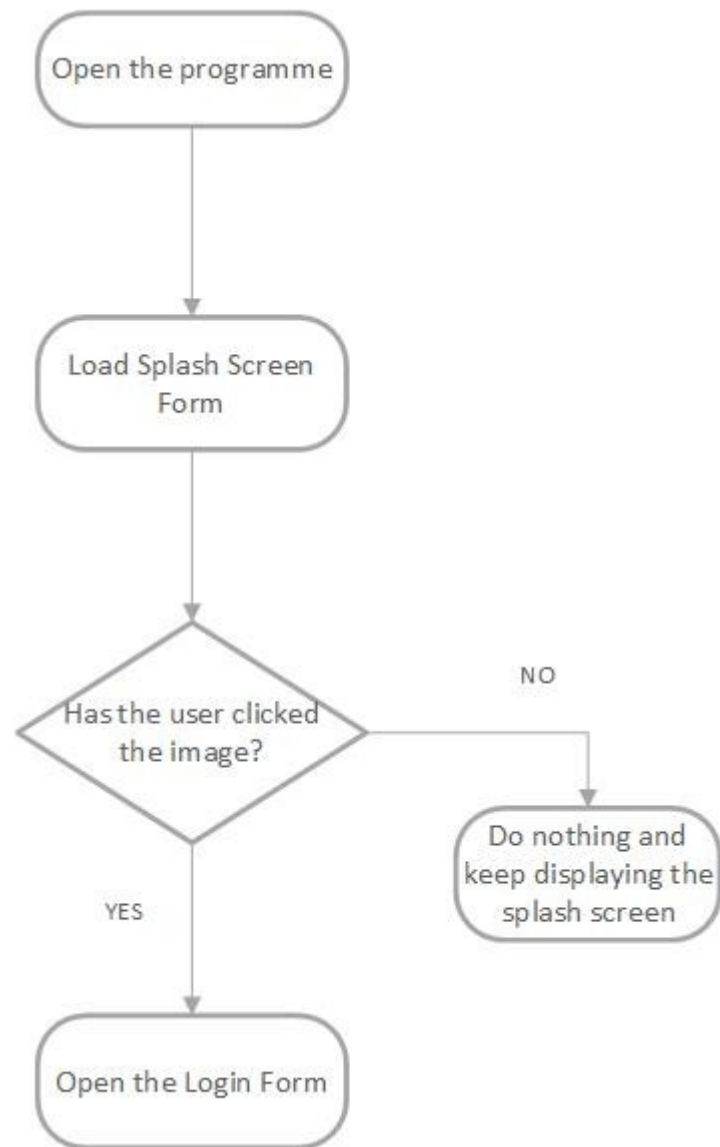 Open the programme
Load Splash Screen
Form
Has the user clicked
the image?
NO
Do nothing and
keep displaying the
splash screen
YES
Open the Login Form